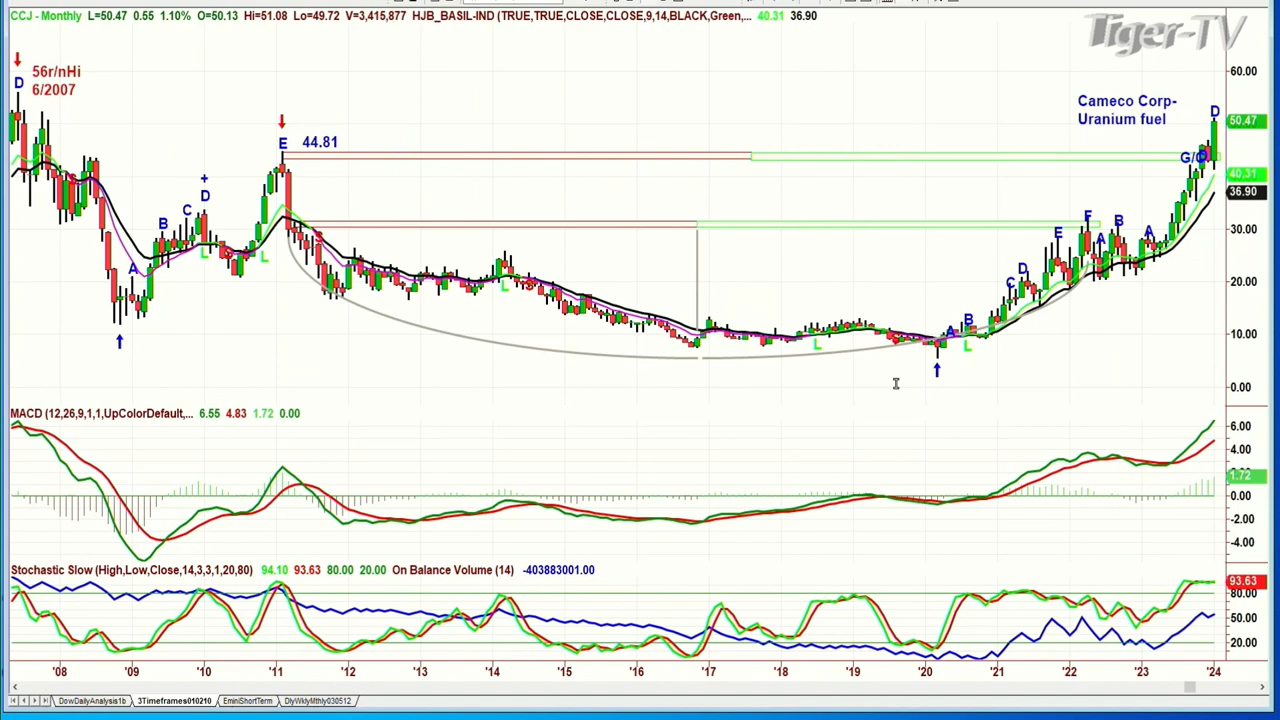 CCJ - Monthly L=50.47 0.55 1.10% O=50.13 Hi=51.08 Lo=49.72 V=3,415,877 HJB_BASIL-IND (TRUE,TRUE,CLOSE,CLOSE,9,14,BLACK,Green,... 40.31 36.90
Tiger-TV
56r/nHi
6/2007
D
60.00
Cameco Corp-
Uranium fuel
D
50.47
E 44.81
G/ D
+
D
40.31
36.90
B C
F
B
E A A
30.00
S
L S L
A
C D
20.00
L S
A B
10.00
L L
0.00
MACD (12,26,9,1,1,UpColorDefault,... 6.55 4.83 1.72 0.00
6.00
4.00
1.72
0.00
-2.00
-4.00
Stochastic Slow (High,Low,Close,14,3,3,1,20,80) 94.10 93.63 80.00 20.00 On Balance Volume (14) -403883001.00
93.63
80.00
50.00
20.00
'08 '09 '10 '11 '12 '13 '14 '15 '16 '17 '18 '19 '20 '21 '22 '23 '24
DowDailyAnalysis1b 3Timeframes010210 EminiShortTerm DlyWklyMthly030512